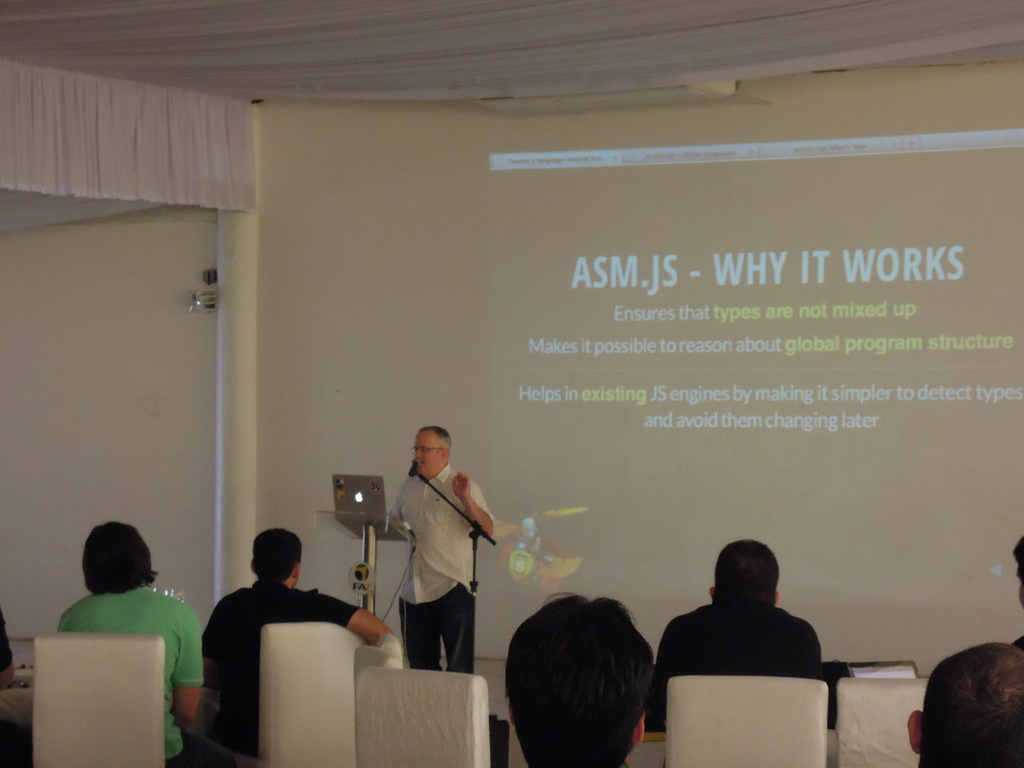 ASM.JS - WHY IT WORKS
Ensures that types are not mixed up
Makes it possible to reason about global program structure
Helps in existing JS engines by making it simpler to detect types
and avoid them changing later